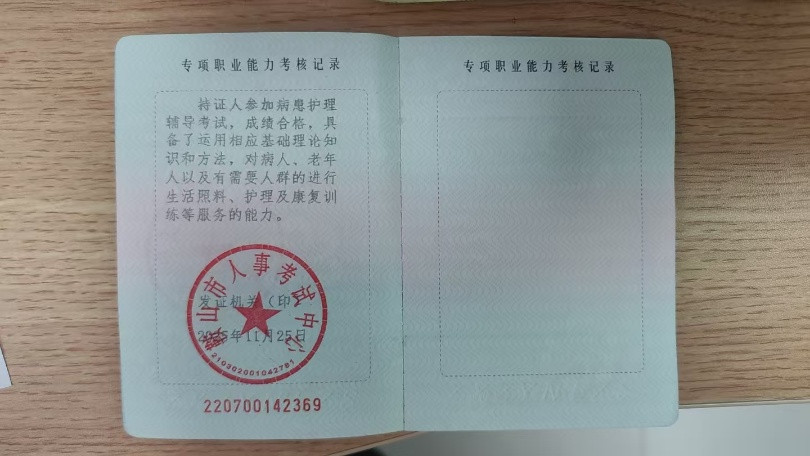 专项职业能力考核记录
持证人参加病患护理
辅导考试，成绩合格，具
备了运用相应基础理论知
识和方法，对病人、老年
人以及有需要人群的进行
生活照料、护理及康复训
练等服务的能力。
鞍山市人事考试中心
发证机关（印
年11月25日
210302001042781
220700142369
专项职业能力考核记录